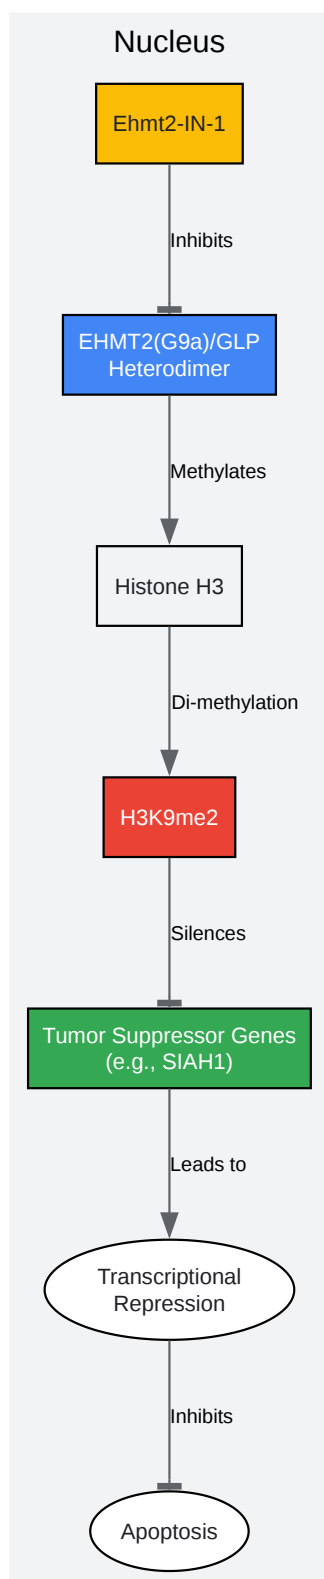 Nucleus
Ehmt2-IN-1
Inhibits
EHMT2(G9a)/GLP
Heterodimer
Methylates
Histone H3
Di-methylation
H3K9me2
Silences
Tumor Suppressor Genes
(e.g., SIAH1)
Leads to
Transcriptional
Repression
Inhibits
Apoptosis